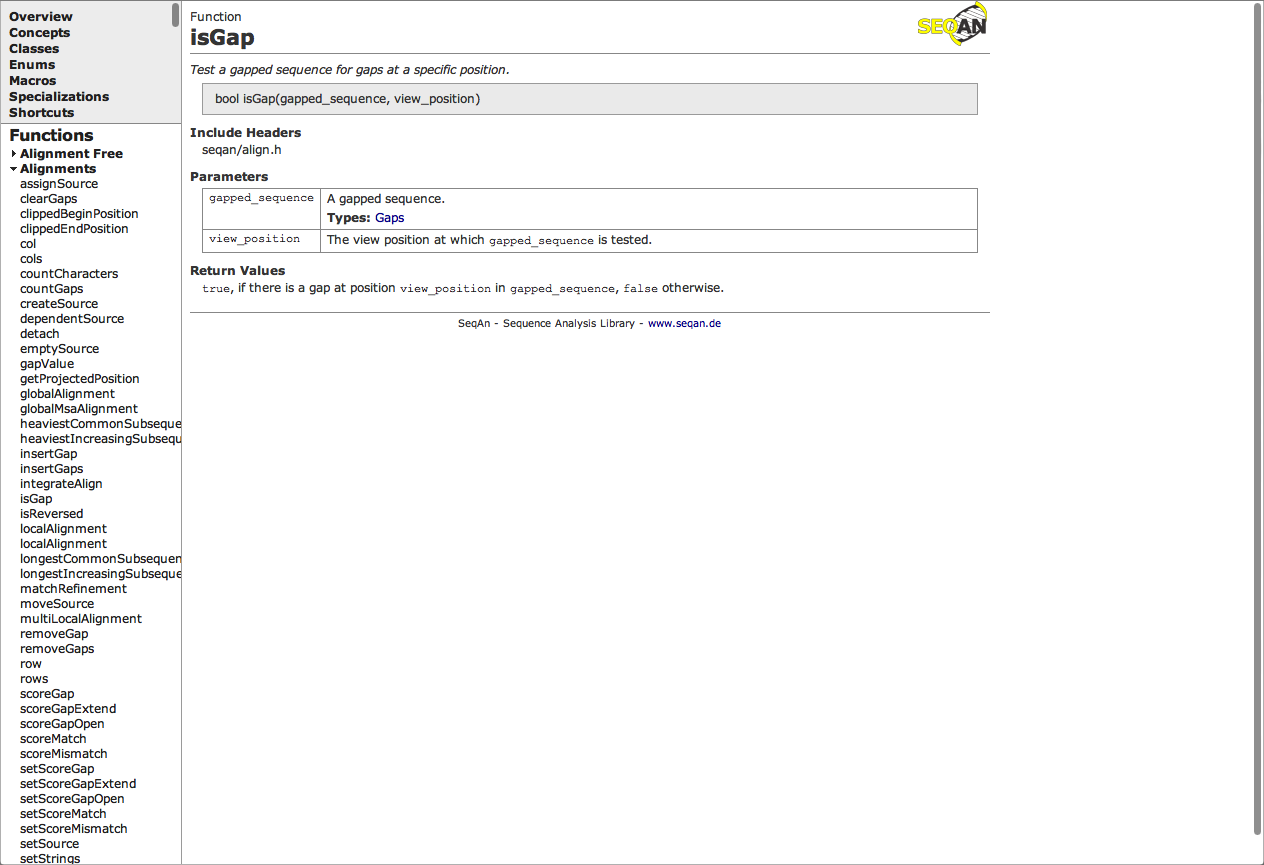 Overview
Concepts
Classes
Enums
Macros
Specializations
Shortcuts
Functions
Alignment Free
Alignments
assignSource
clearGaps
clippedBeginPosition
clippedEndPosition
col
cols
countCharacters
countGaps
createSource
dependentSource
detach
emptySource
gapValue
getProjectedPosition
globalAlignment
globalMsaAlignment
heaviestCommonSubseque
heaviestIncreasingSubsequ
insertGap
insertGaps
integrateAlign
isGap
isReversed
localAlignment
localAlignment
longestCommonSubsequen
longestIncreasingSubseque
matchRefinement
moveSource
multiLocalAlignment
removeGap
removeGaps
row
rows
scoreGap
scoreGapExtend
scoreGapOpen
scoreMatch
scoreMismatch
setScoreGap
setScoreGapExtend
setScoreGapOpen
setScoreMatch
setScoreMismatch
setSource
setStrings
Function
isGap
SEQAN
Test a gapped sequence for gaps at a specific position.
bool isGap(gapped_sequence, view_position)
Include Headers
seqan/align.h
Parameters
gapped_sequence A gapped sequence.
Types: Gaps
view_position The view position at which gapped_sequence is tested.
Return Values
true, if there is a gap at position view_position in gapped_sequence, false otherwise.
SeqAn - Sequence Analysis Library - www.seqan.de